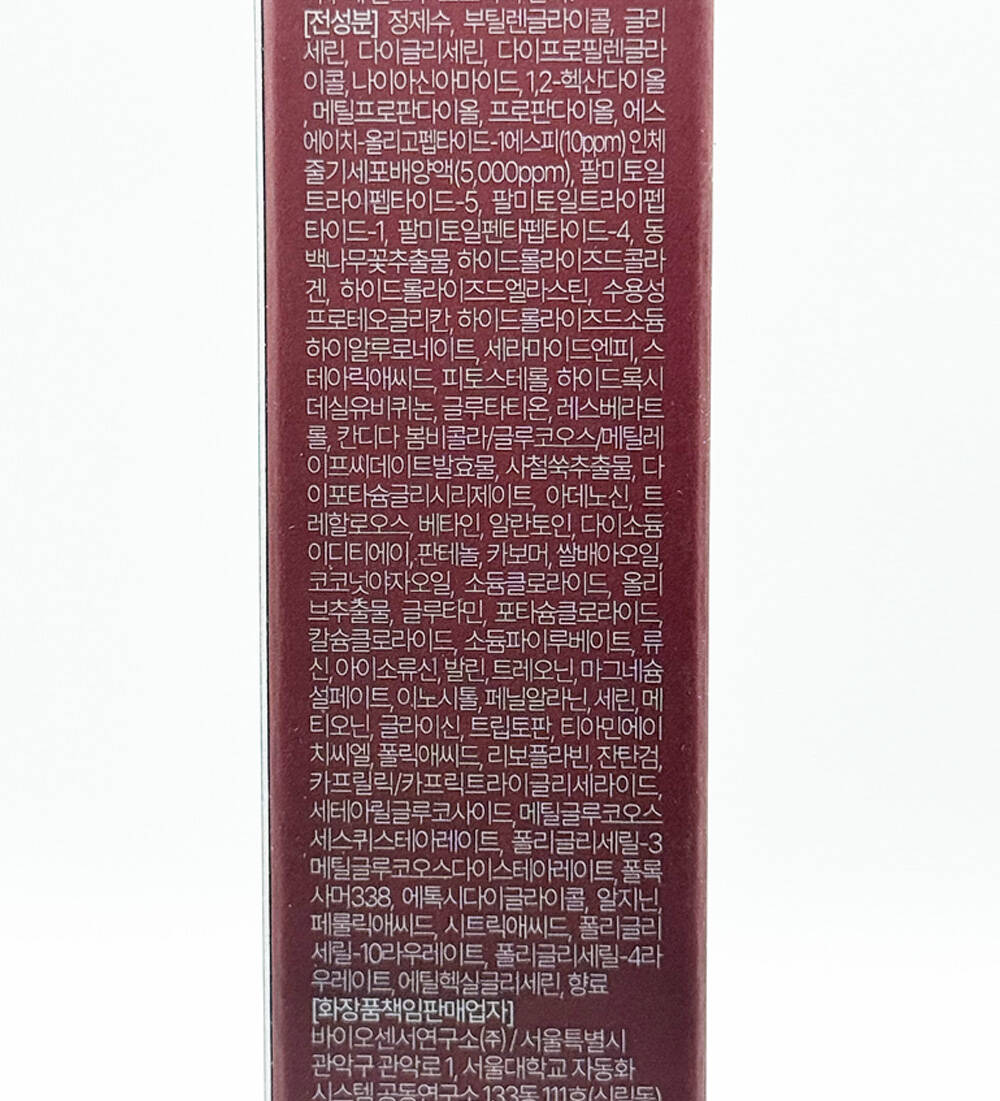 [전성분] 정제수, 부틸렌글라이콜, 글리
세린, 다이글리세린, 다이프로필렌글라
이콜, 나이아신아마이드, 1,2-헥산다이올
, 메틸프로판다이올, 프로판다이올, 에스
에이치-올리고펩타이드-1에스피(10ppm) 인체
줄기세포배양액(5,000ppm), 팔미토일
트라이펩타이드-5, 팔미토일트라이펩
타이드-1, 팔미토일펜타펩타이드-4, 동
백나무꽃추출물, 하이드롤라이즈드콜라
겐, 하이드롤라이즈드엘라스틴, 수용성
프로테오글리칸, 하이드롤라이즈드소듐
하이알루로네이트, 세라마이드엔피, 스
테아릭애씨드, 피토스테롤, 하이드록시
데실유비퀴논, 글루타티온, 레스베라트
롤, 칸디다 봄비콜라/글루코오스/메틸레
이프씨데이트발효물, 사철쑥추출물, 다
이포타슘글리시리제이트, 아데노신, 트
레할로오스, 베타인, 알란토인, 다이소듐
이디티에이, 판테놀, 카보머, 쌀배아오일,
코코넛야자오일, 소듐클로라이드, 올리
브추출물, 글루타민, 포타슘클로라이드,
칼슘클로라이드, 소듐파이루베이트, 류
신, 아이소류신, 발린, 트레오닌, 마그네슘
설페이트, 이노시톨, 페닐알라닌, 세린, 메
티오닌, 글라이신, 트립토판, 티아민에이
치씨엘, 폴릭애씨드, 리보플라빈, 잔탄검,
카프릴릭/카프릭트라이글리세라이드,
세테아릴글루코사이드, 메틸글루코오스
세스퀴스테아레이트, 폴리글리세릴-3
메틸글루코오스다이스테아레이트, 폴록
사머338, 에톡시다이글라이콜, 알지닌,
페룰릭애씨드, 시트릭애씨드, 폴리글리
세릴-10라우레이트, 폴리글리세릴-4라
우레이트, 에틸헥실글리세린, 향료
[화장품책임판매업자]
바이오센서연구소(주) / 서울특별시
관악구 관악로 1, 서울대학교 자동화
시스템 공동연구소 133동 111호(신림동)